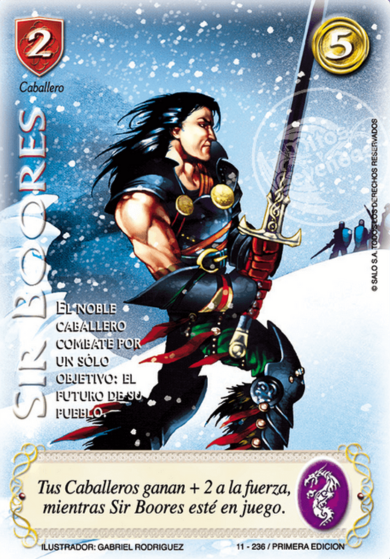 2
5
Caballero
SIR BOORES
© SALO S.A. TODOS LOS DERECHOS RESERVADOS
EL NOBLE
CABALLERO
COMBATE POR
UN SÓLO
OBJETIVO: EL
FUTURO DE SU
PUEBLO.
Tus Caballeros ganan + 2 a la fuerza,
mientras Sir Boores esté en juego.
ILUSTRADOR: GABRIEL RODRIGUEZ 11 - 236 / PRIMERA EDICION